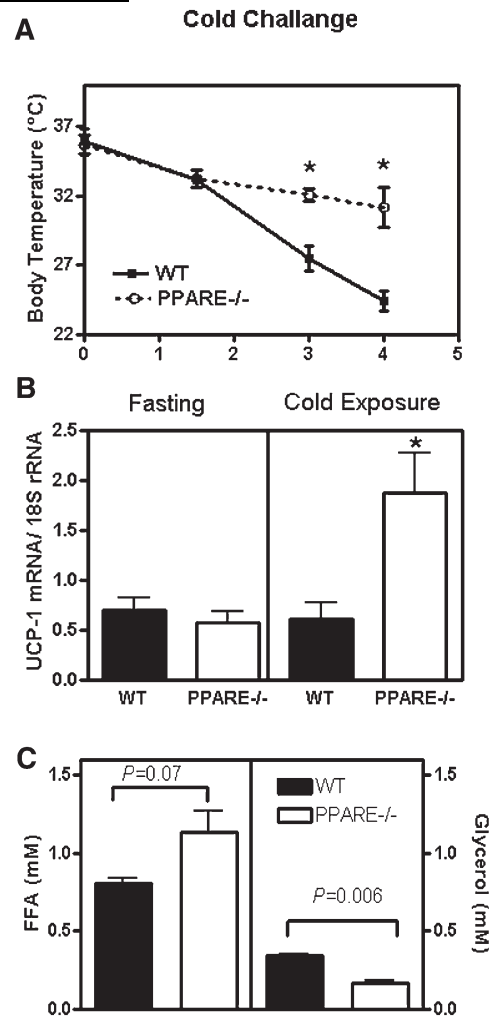 A
Cold Challange
Body Temperature (°C)
37
32
27
22
WT
PPARE-/-
0 1 2 3 4 5
* *
B
Fasting Cold Exposure
UCP-1 mRNA/ 18S rRNA
2.5
2.0
1.5
1.0
0.5
0.0
*
WT PPARE-/- WT PPARE-/-
C
FFA (mM)
1.5
1.0
0.5
0.0
P=0.07
WT
PPARE-/-
P=0.006
1.5
1.0
0.5
0.0
Glycerol (mM)